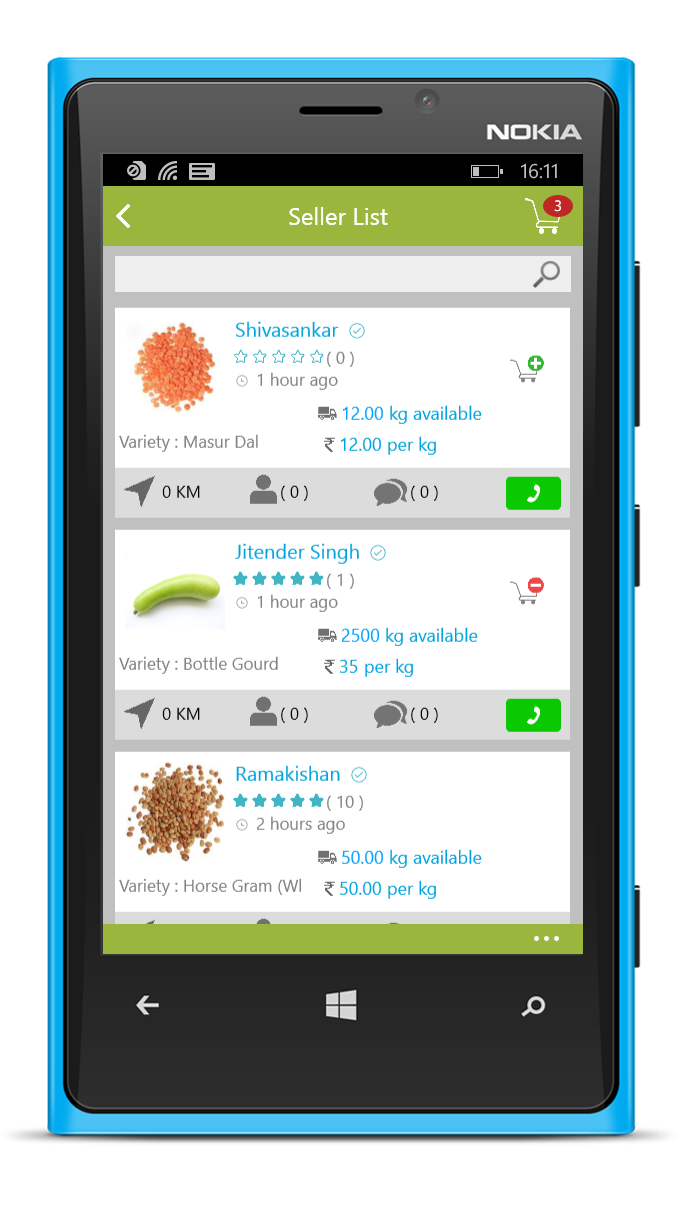 NOKIA
16:11
Seller List
3
Shivasankar
( 0 )
1 hour ago
12.00 kg available
Variety : Masur Dal
₹ 12.00 per kg
0 KM
( 0 )
( 0 )
Jitender Singh
( 1 )
1 hour ago
2500 kg available
Variety : Bottle Gourd
₹ 35 per kg
0 KM
( 0 )
( 0 )
Ramakishan
( 10 )
2 hours ago
50.00 kg available
Variety : Horse Gram (Wl
₹ 50.00 per kg